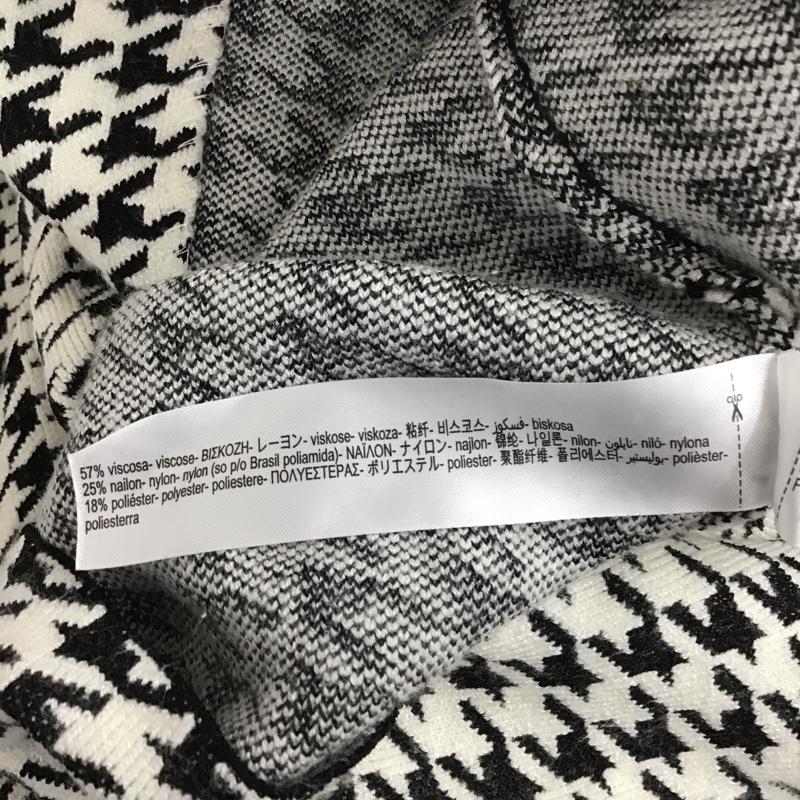 57% viscosa- viscose- ΒΙΣΚΟΖΗ- レーヨン- viskose- viskoza- 粘纤- 비스코스- فسكوز- biskosa
25% nailon- nylon- nylon (so p/o Brasil poliamida)- ΝΑΪΛΟΝ- ナイロン- najlon- 锦纶- 나일론- nilon- نايلون- niló- nylona
18% poliéster- polyester- poliestere- ΠΟΛΥΕΣΤΕΡΑΣ- ポリエステル- poliester- 聚酯纤维- 폴리에스터- بوليستير- polièster-
poliesterra